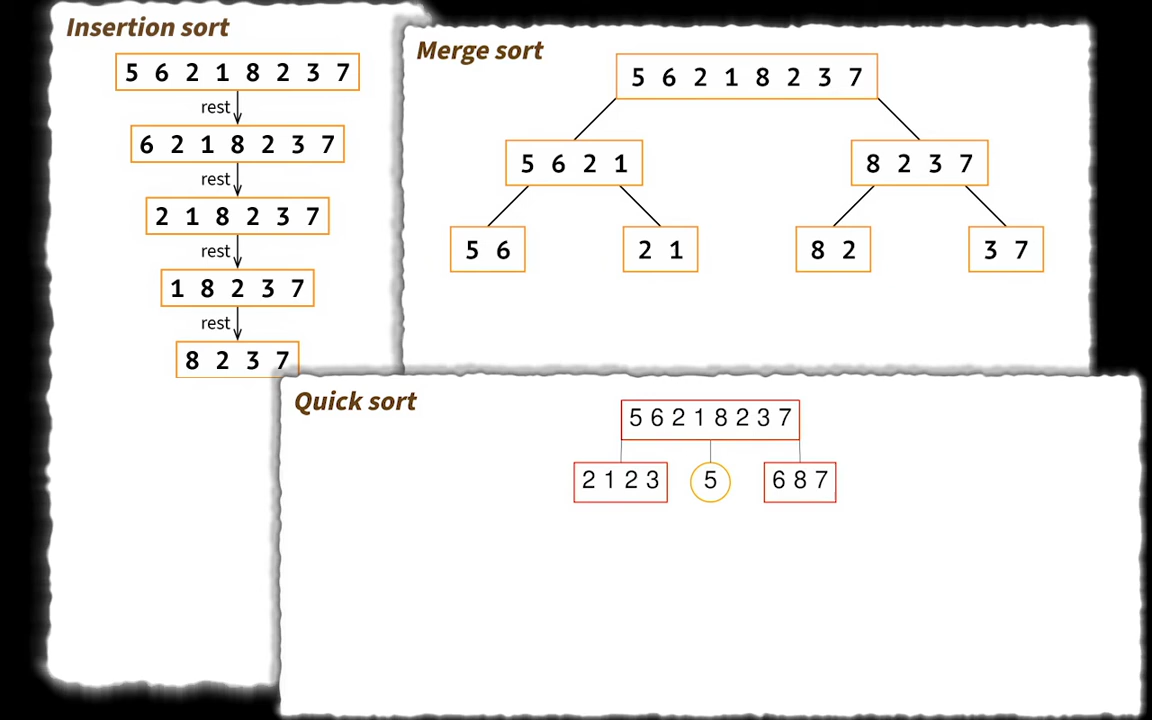 Insertion sort
5 6 2 1 8 2 3 7
rest
6 2 1 8 2 3 7
rest
2 1 8 2 3 7
rest
1 8 2 3 7
rest
8 2 3 7
Merge sort
5 6 2 1 8 2 3 7
5 6 2 1
8 2 3 7
5 6
2 1
8 2
3 7
Quick sort
5 6 2 1 8 2 3 7
2 1 2 3
5
6 8 7